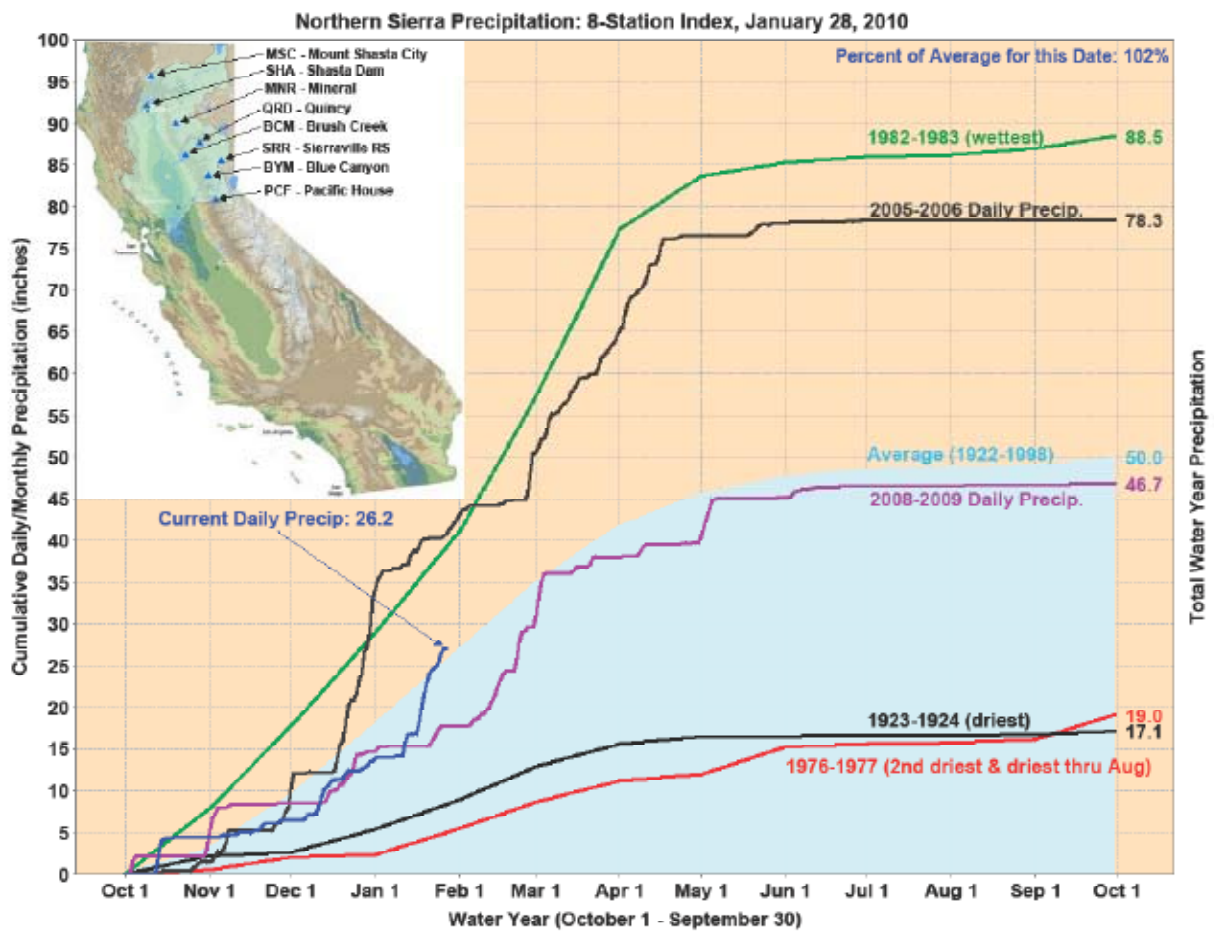 Northern Sierra Precipitation: 8-Station Index, January 28, 2010
Percent of Average for this Date: 102%
MSC - Mount Shasta City
SHA - Shasta Dam
MNR - Mineral
QRD - Quincy
BCM - Brush Creek
SRR - Sierraville RS
BYM - Blue Canyon
PCF - Pacific House
1982-1983 (wettest)
88.5
2005-2006 Daily Precip.
78.3
Average (1922-1998)
50.0
2008-2009 Daily Precip.
46.7
Current Daily Precip: 26.2
1923-1924 (driest)
19.0
17.1
1976-1977 (2nd driest & driest thru Aug)
Cumulative Daily/Monthly Precipitation (inches)
100
95
90
85
80
75
70
65
60
55
50
45
40
35
30
25
20
15
10
5
0
Total Water Year Precipitation
Oct 1 Nov 1 Dec 1 Jan 1 Feb 1 Mar 1 Apr 1 May 1 Jun 1 Jul 1 Aug 1 Sep 1 Oct 1
Water Year (October 1 - September 30)